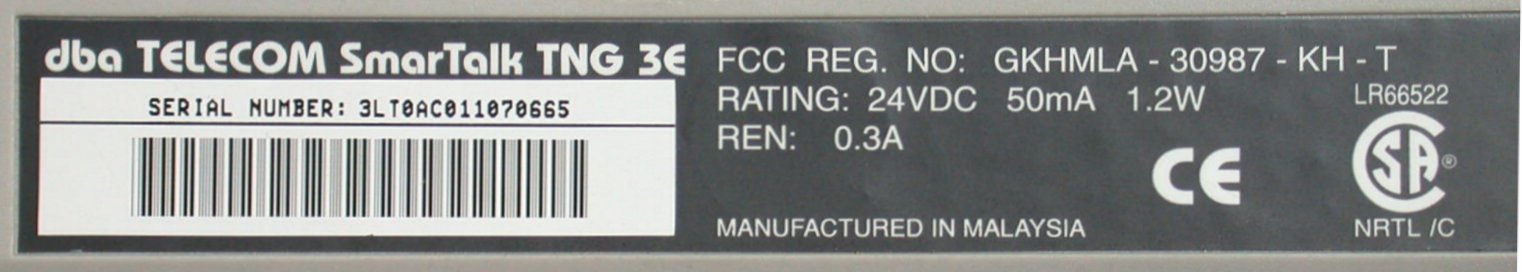 dba TELECOM SmarTalk TNG 3E
SERIAL NUMBER: 3LT0AC011070665
FCC REG. NO: GKHMLA - 30987 - KH - T
RATING: 24VDC 50mA 1.2W
REN: 0.3A
MANUFACTURED IN MALAYSIA
CE
LR66522
SA ®
NRTL /C